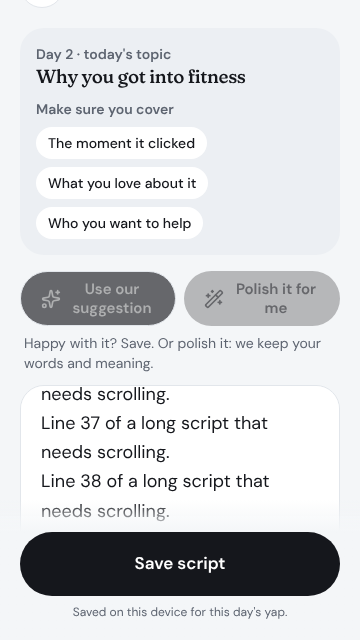 Day 2 · today's topic
Why you got into fitness
Make sure you cover
The moment it clicked
What you love about it
Who you want to help
Use our
suggestion
Polish it for
me
Happy with it? Save. Or polish it: we keep your
words and meaning.
needs scrolling.
Line 37 of a long script that
needs scrolling.
Line 38 of a long script that
needs scrolling.
Save script
Saved on this device for this day's yap.